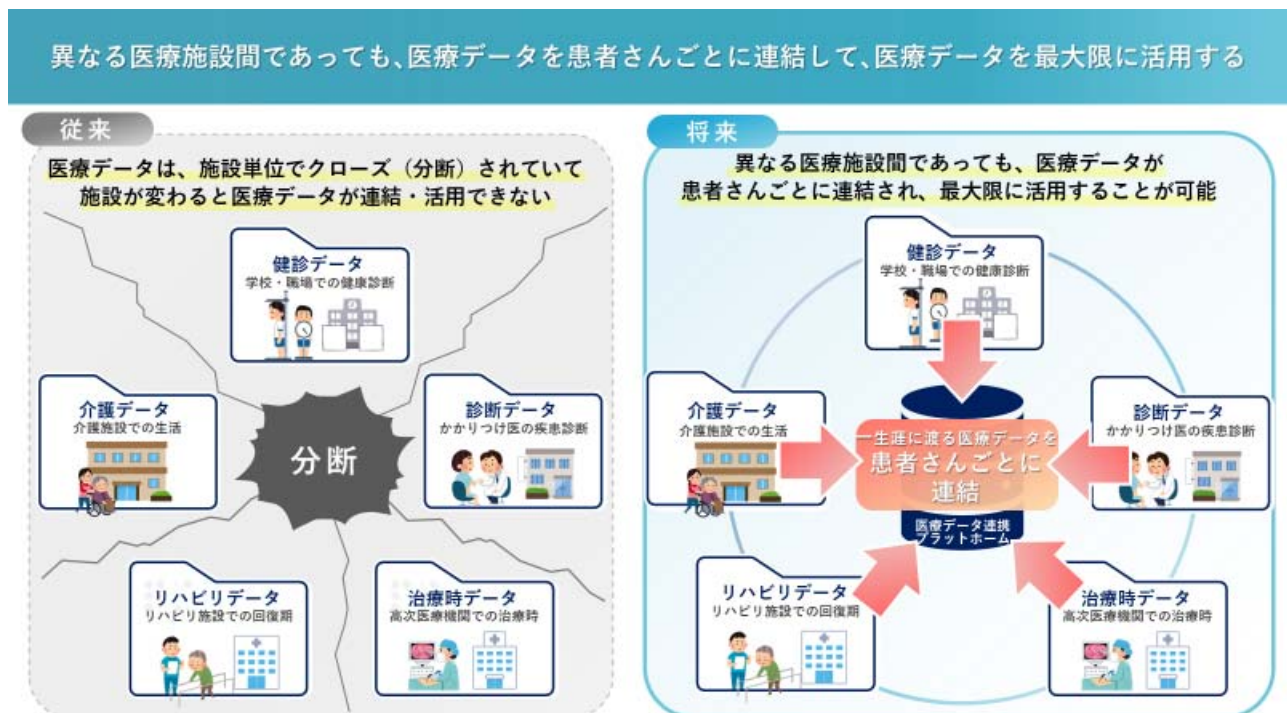 異なる医療施設間であっても、医療データを患者さんごとに連結して、医療データを最大限に活用する
従来
医療データは、施設単位でクローズ（分断）されていて
施設が変わると医療データが連結・活用できない
健診データ
学校・職場での健康診断
介護データ
介護施設での生活
診断データ
かかりつけ医の疾患診断
分断
リハビリデータ
リハビリ施設での回復期
治療時データ
高次医療機関での治療時
将来
異なる医療施設間であっても、医療データが
患者さんごとに連結され、最大限に活用することが可能
健診データ
学校・職場での健康診断
介護データ
介護施設での生活
診断データ
かかりつけ医の疾患診断
一生涯に渡る医療データを
患者さんごとに
連結
医療データ連携
プラットホーム
リハビリデータ
リハビリ施設での回復期
治療時データ
高次医療機関での治療時